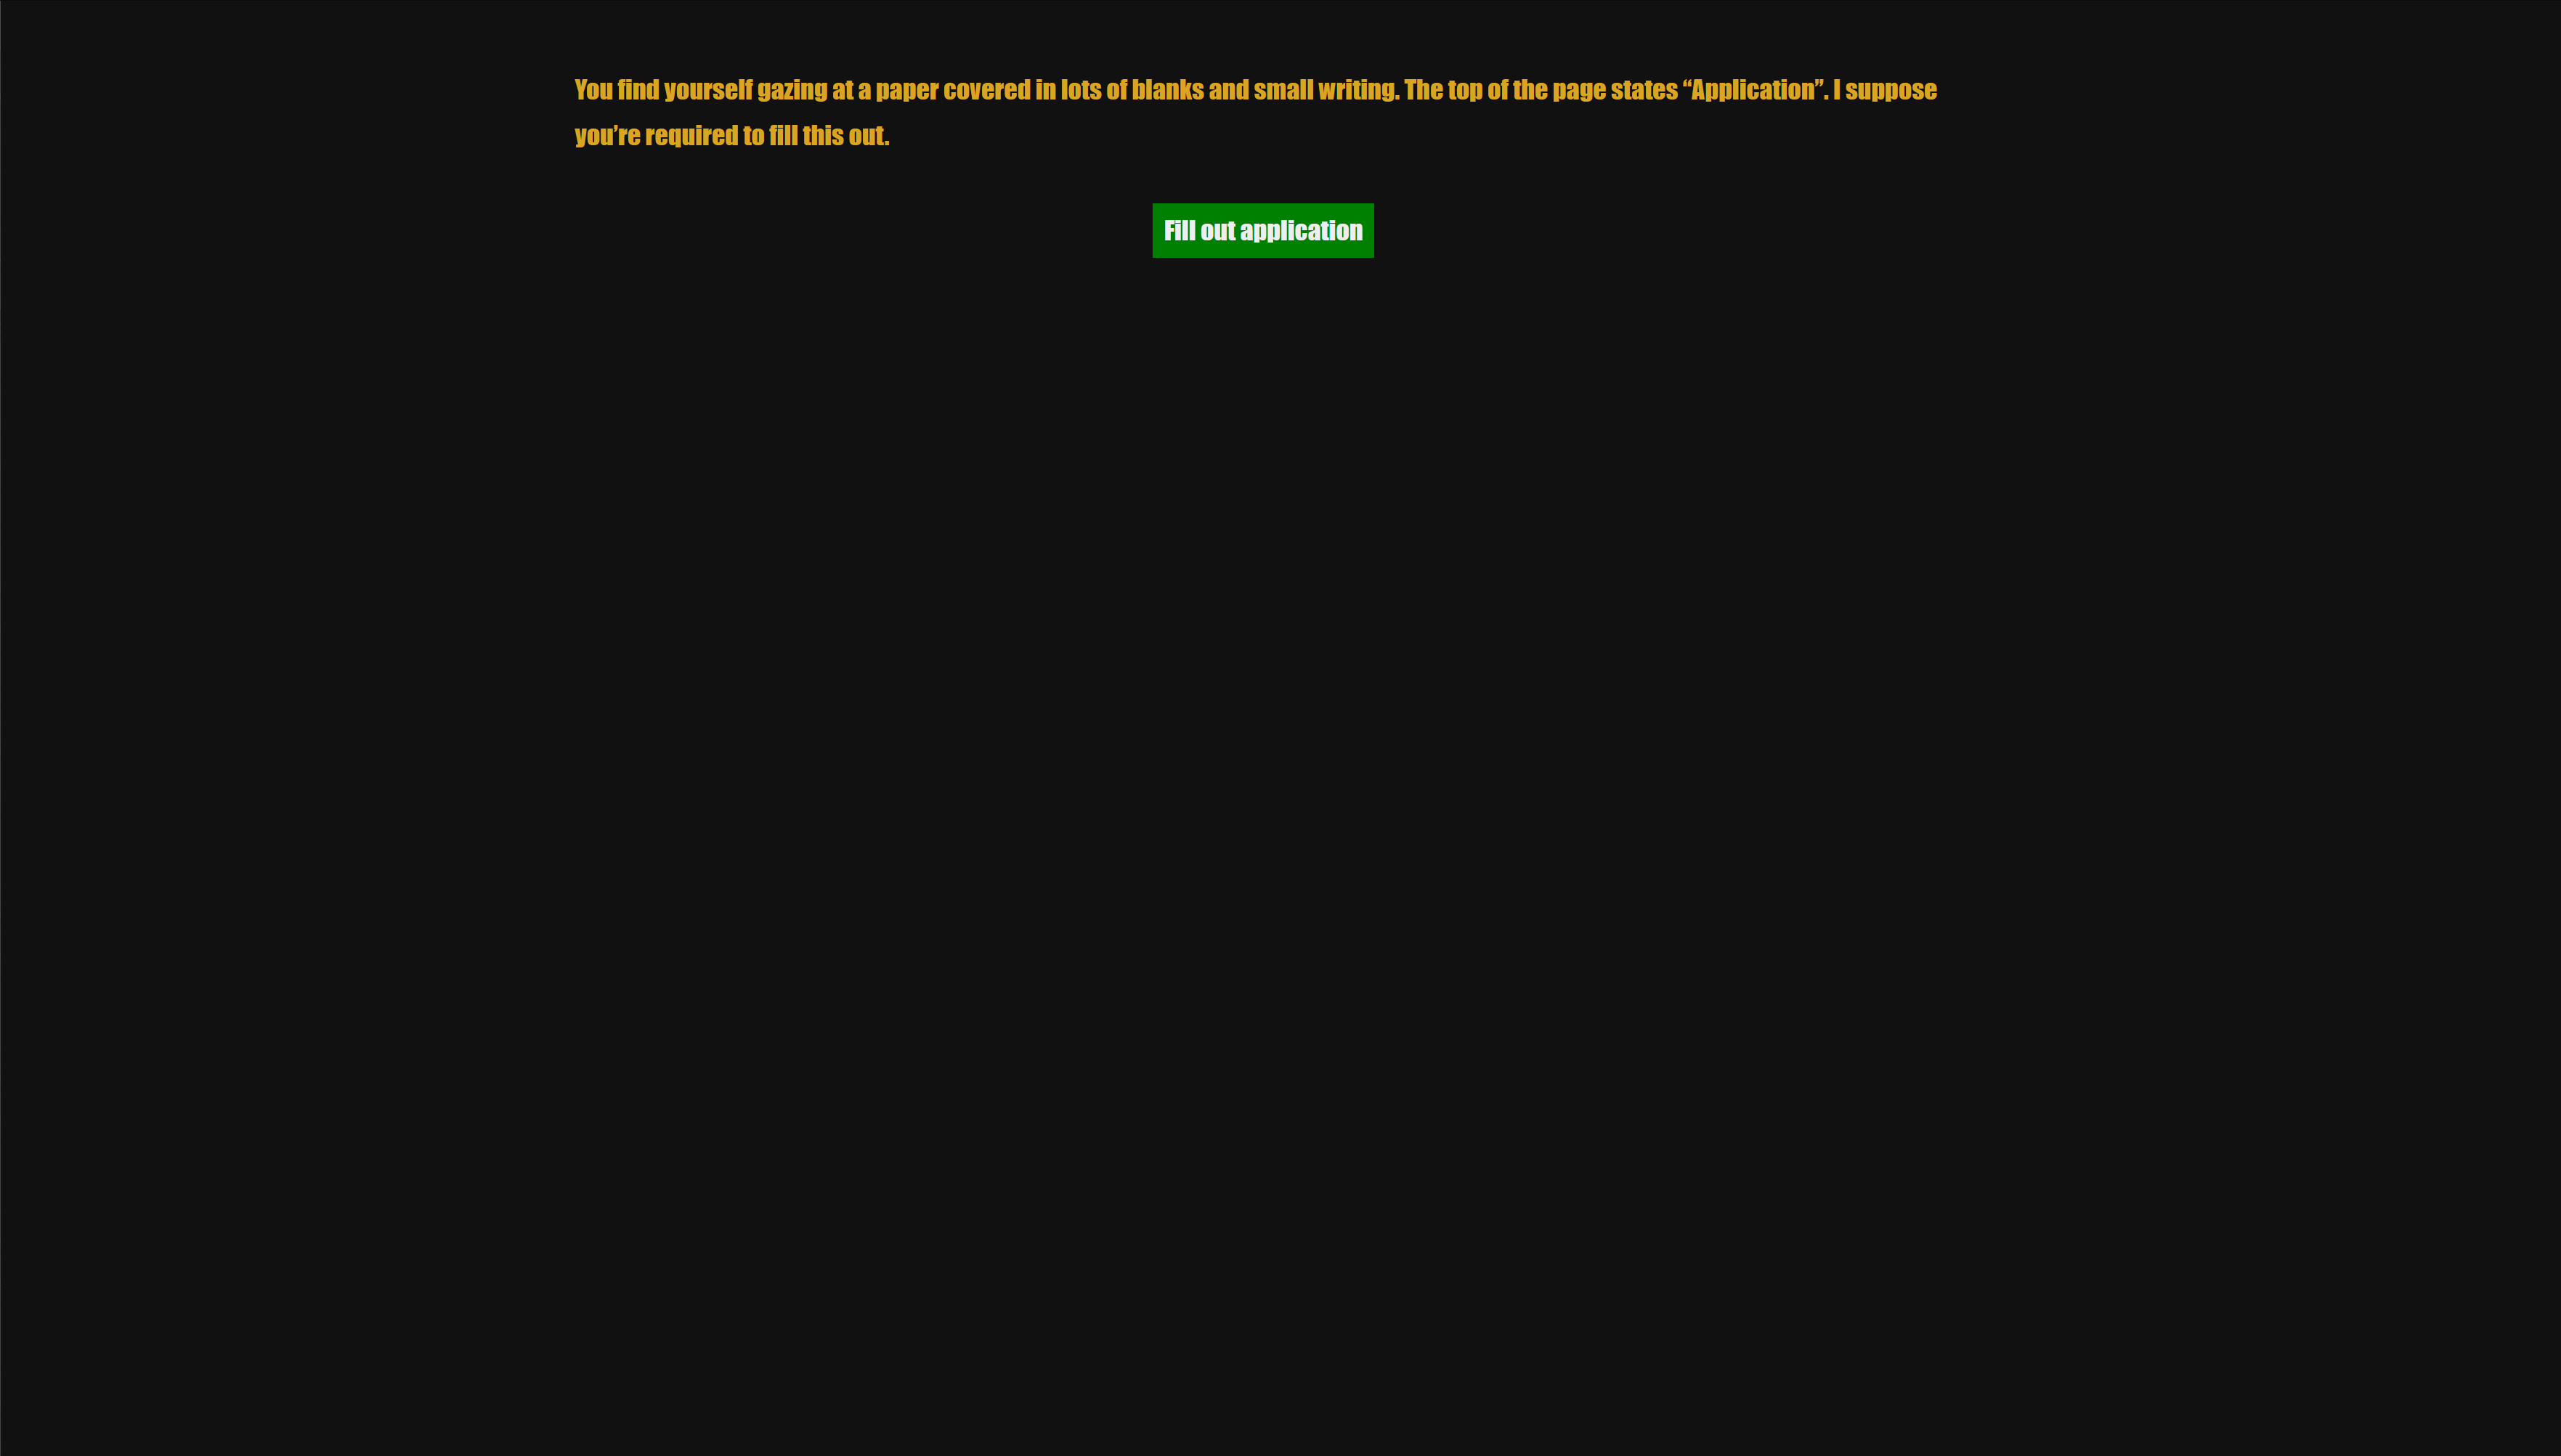 You find yourself gazing at a paper covered in lots of blanks and small writing. The top of the page states “Application”. I suppose
you’re required to fill this out.
Fill out application